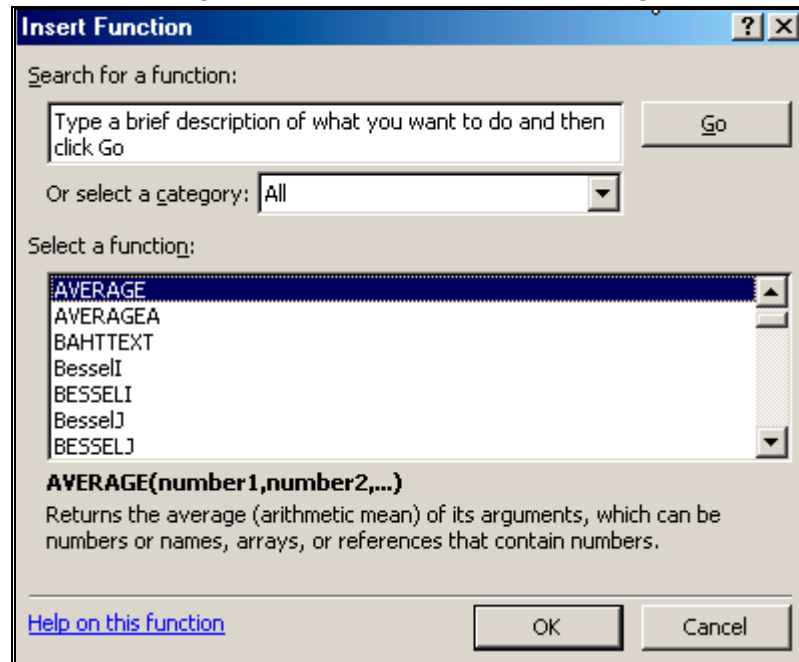 Insert Function
Search for a function:
Type a brief description of what you want to do and then
click Go
Go
Or select a category: All
Select a function:
AVERAGE
AVERAGEA
BAHTTEXT
BesselI
BESSELI
BesselJ
BESSELJ
AVERAGE(number1,number2,...)
Returns the average (arithmetic mean) of its arguments, which can be
numbers or names, arrays, or references that contain numbers.
Help on this function
OK
Cancel